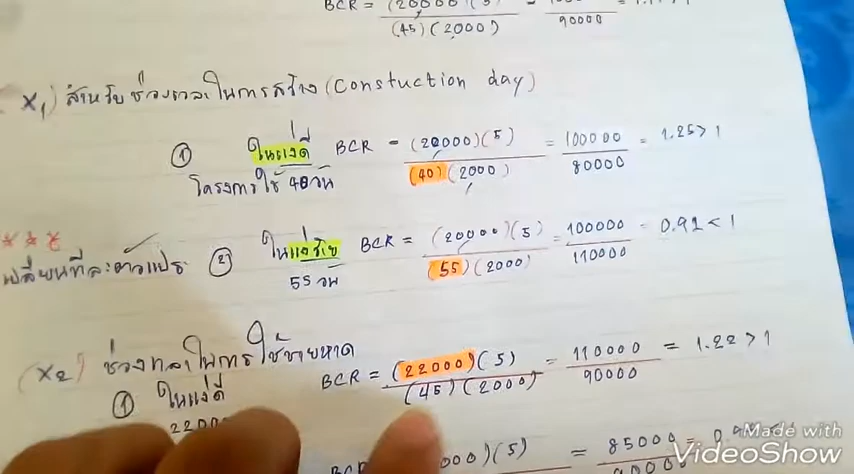 BCR = (20000)(5)
(45)(2000) 90000
X1) สำหรับช่วงเวลาในการสร้าง (Constuction day)
① ในแง่ดี BCR = (20000)(5) / (40)(2000) = 100000 / 80000 = 1.25 > 1
โครงการใช้ 40 วัน
*** เปลี่ยนทีละตัวแปร ② ในแง่ร้าย BCR = (20000)(5) / (55)(2000) = 100000 / 110000 = 0.91 < 1
55 วัน
(X2) ช่วงเวลาในการใช้ชายหาด
① ในแง่ดี BCR = (22000)(5) / (45)(2000) = 110000 / 90000 = 1.22 > 1
BCR 000)(5) = 85000
Made with
VideoShow